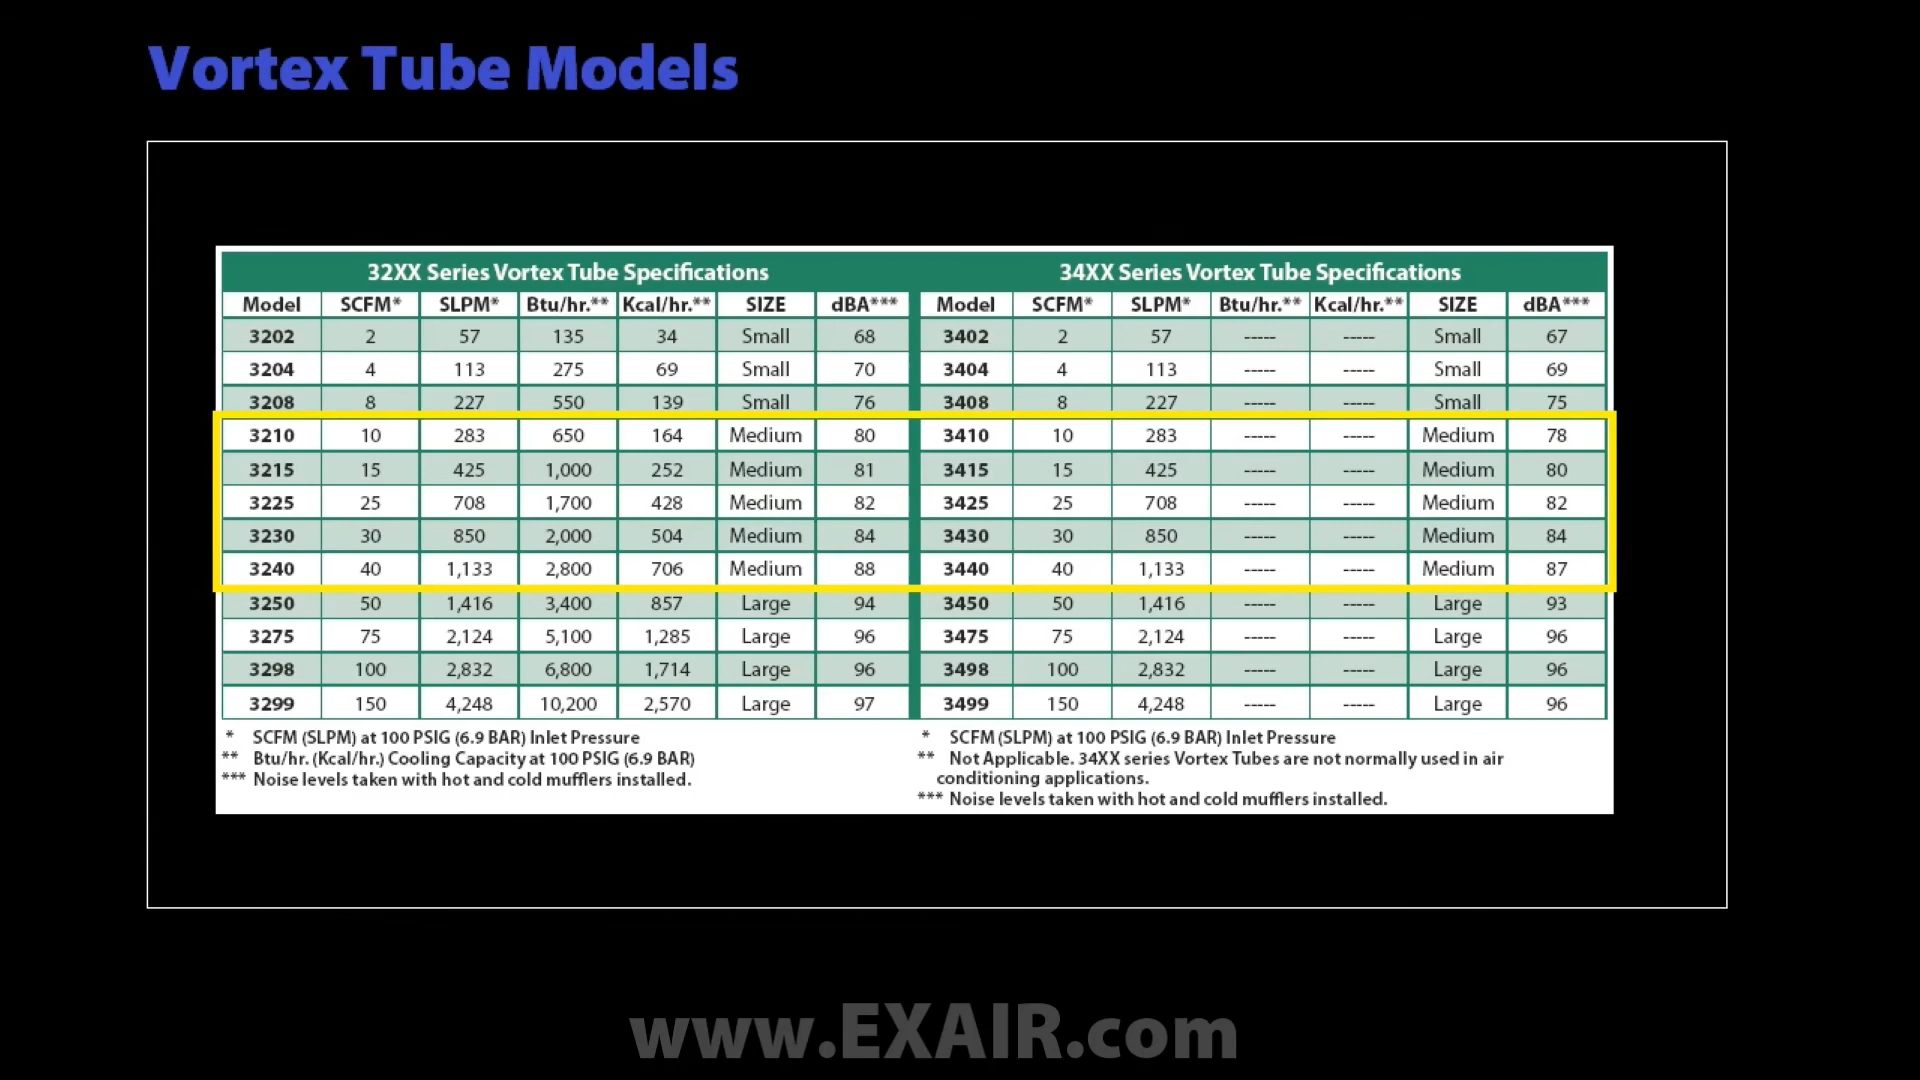 Vortex Tube Models
32XX Series Vortex Tube Specifications 34XX Series Vortex Tube Specifications
Model SCFM* SLPM* Btu/hr.** Kcal/hr.** SIZE dBA*** Model SCFM* SLPM* Btu/hr.** Kcal/hr.** SIZE dBA***
3202 2 57 135 34 Small 68 3402 2 57 ----- ----- Small 67
3204 4 113 275 69 Small 70 3404 4 113 ----- ----- Small 69
3208 8 227 550 139 Small 76 3408 8 227 ----- ----- Small 75
3210 10 283 650 164 Medium 80 3410 10 283 ----- ----- Medium 78
3215 15 425 1,000 252 Medium 81 3415 15 425 ----- ----- Medium 80
3225 25 708 1,700 428 Medium 82 3425 25 708 ----- ----- Medium 82
3230 30 850 2,000 504 Medium 84 3430 30 850 ----- ----- Medium 84
3240 40 1,133 2,800 706 Medium 88 3440 40 1,133 ----- ----- Medium 87
3250 50 1,416 3,400 857 Large 94 3450 50 1,416 ----- ----- Large 93
3275 75 2,124 5,100 1,285 Large 96 3475 75 2,124 ----- ----- Large 96
3298 100 2,832 6,800 1,714 Large 96 3498 100 2,832 ----- ----- Large 96
3299 150 4,248 10,200 2,570 Large 97 3499 150 4,248 ----- ----- Large 96
* SCFM (SLPM) at 100 PSIG (6.9 BAR) Inlet Pressure
** Btu/hr. (Kcal/hr.) Cooling Capacity at 100 PSIG (6.9 BAR)
*** Noise levels taken with hot and cold mufflers installed.
* SCFM (SLPM) at 100 PSIG (6.9 BAR) Inlet Pressure
** Not Applicable. 34XX series Vortex Tubes are not normally used in air
conditioning applications.
*** Noise levels taken with hot and cold mufflers installed.
www.EXAIR.com